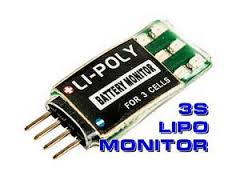 +LI-POLY
BATTERY MONITOR
FOR 3 CELLS
3S
LIPO
MONITOR